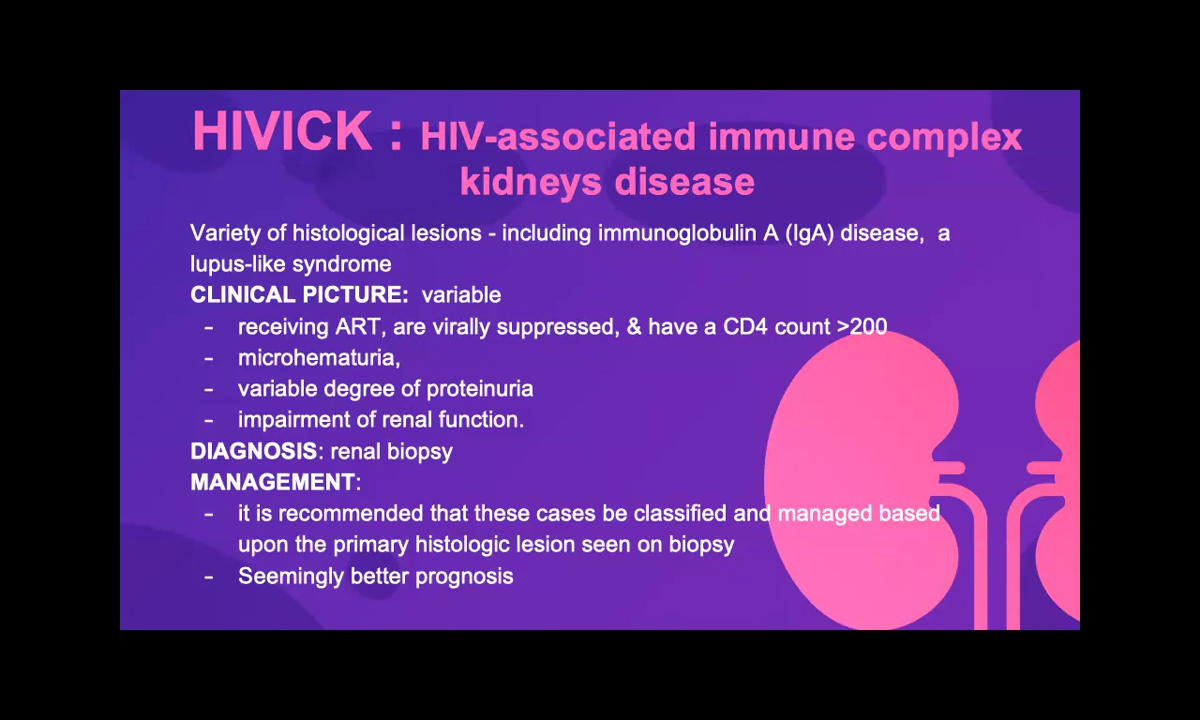 HIVICK : HIV-associated immune complex
kidneys disease
Variety of histological lesions - including immunoglobulin A (IgA) disease,  a
lupus-like syndrome
CLINICAL PICTURE:  variable
- receiving ART, are virally suppressed, & have a CD4 count >200
- microhematuria,
- variable degree of proteinuria
- impairment of renal function.
DIAGNOSIS: renal biopsy
MANAGEMENT:
- it is recommended that these cases be classified and managed based
upon the primary histologic lesion seen on biopsy
- Seemingly better prognosis